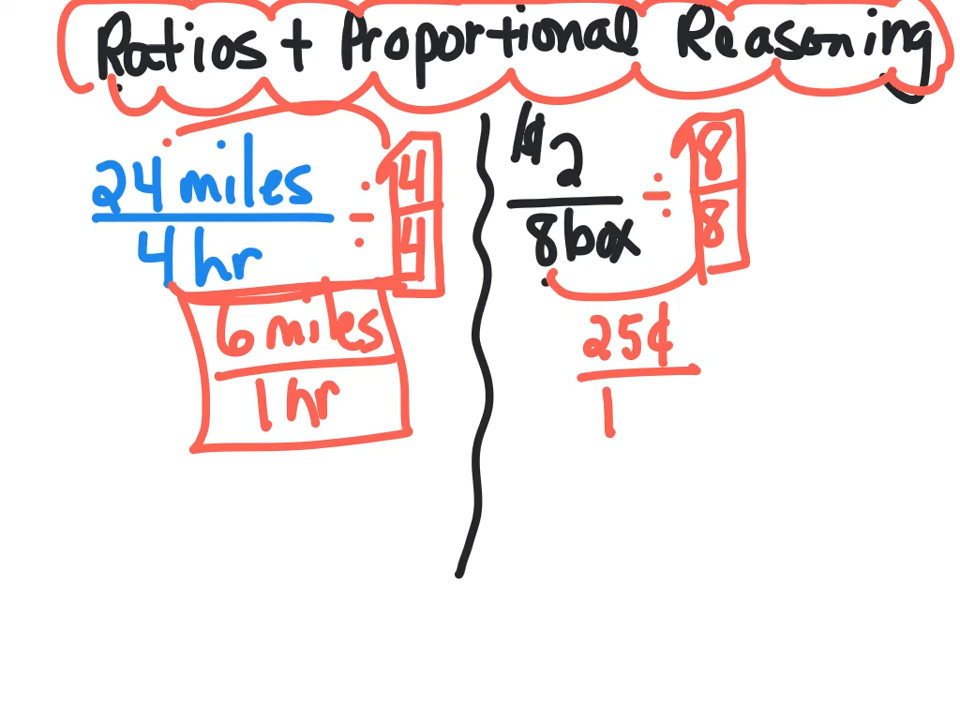 Ratios + Proportional Reasoning
24 miles / 4 hr ÷ 4 / 4
6 miles / 1 hr
$2 / 8 box ÷ 8 / 8
25¢ / 1